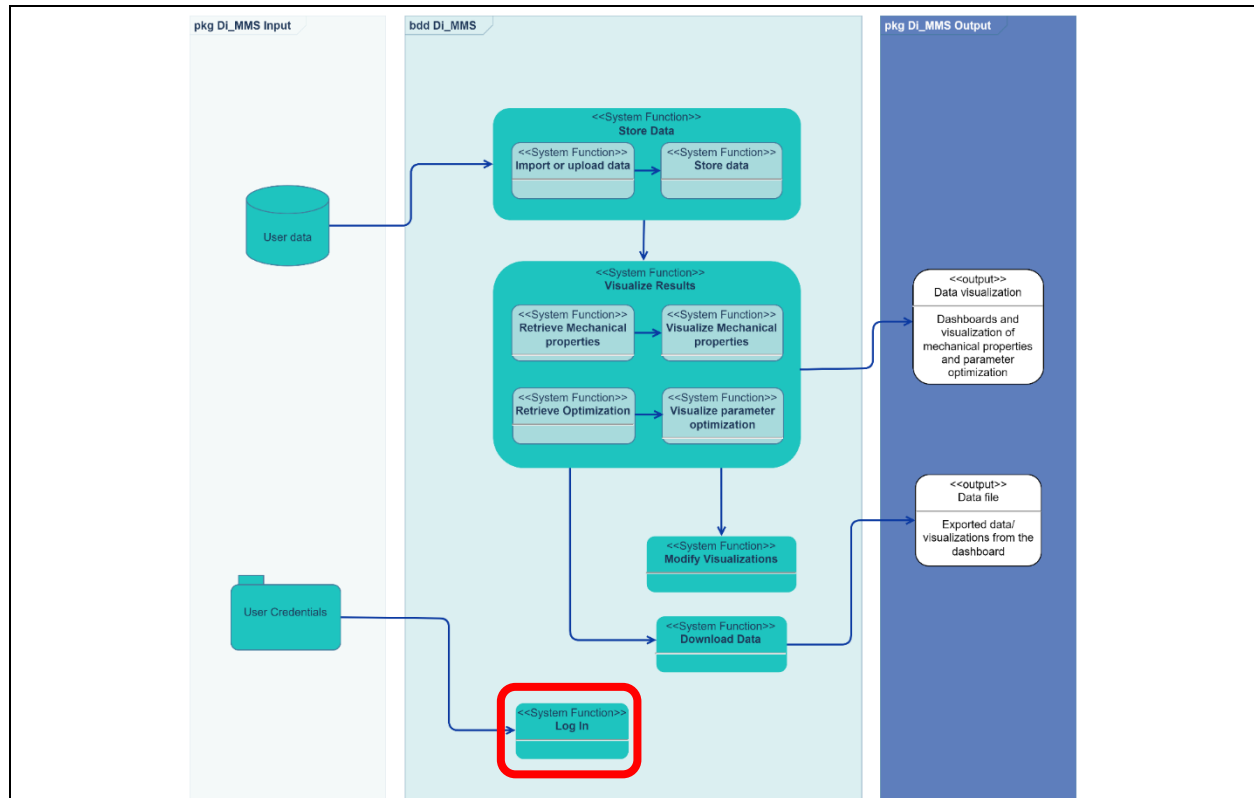 pkg Di_MMS Input
bdd Di_MMS
pkg Di_MMS Output
<<System Function>>
Store Data
<<System Function>>
Import or upload data
<<System Function>>
Store data
User data
<<System Function>>
Visualize Results
<<System Function>>
Retrieve Mechanical
properties
<<System Function>>
Visualize Mechanical
properties
<<System Function>>
Retrieve Optimization
<<System Function>>
Visualize parameter
optimization
<<output>>
Data visualization
Dashboards and
visualization of
mechanical properties
and parameter
optimization
<<output>>
Data file
Exported data/
visualizations from the
dashboard
<<System Function>>
Modify Visualizations
User Credentials
<<System Function>>
Download Data
<<System Function>>
Log In